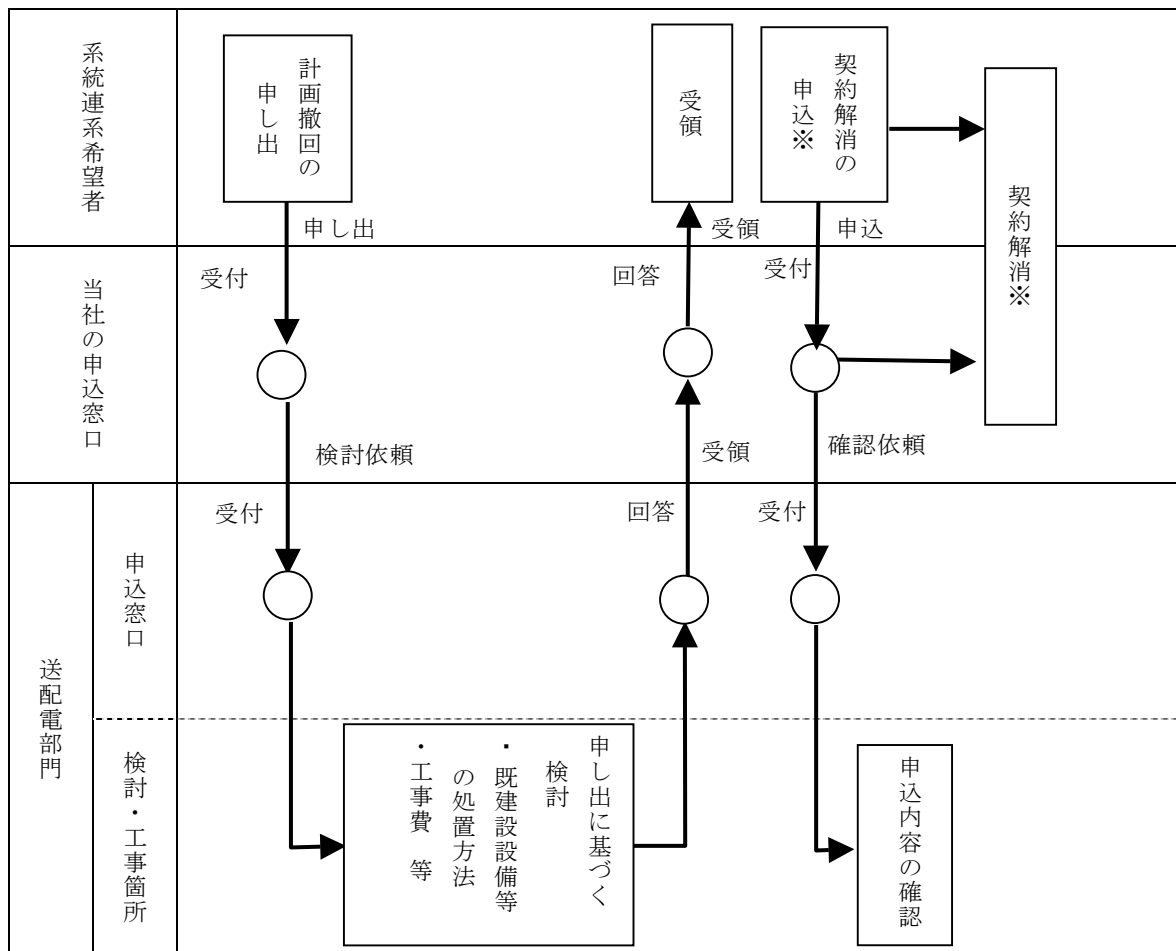 系統連系希望者
計画撤回の
申し出
受領
契約解消の
申込※
契約解消※
申し出
受領
申込
当社の申込窓口
受付
回答
受付
検討依頼
受領
確認依頼
送配電部門
申込窓口
受付
回答
受付
検討・工事箇所
申し出に基づく
検討
・既建設設備等
の処置方法
・工事費 等
申込内容の確認